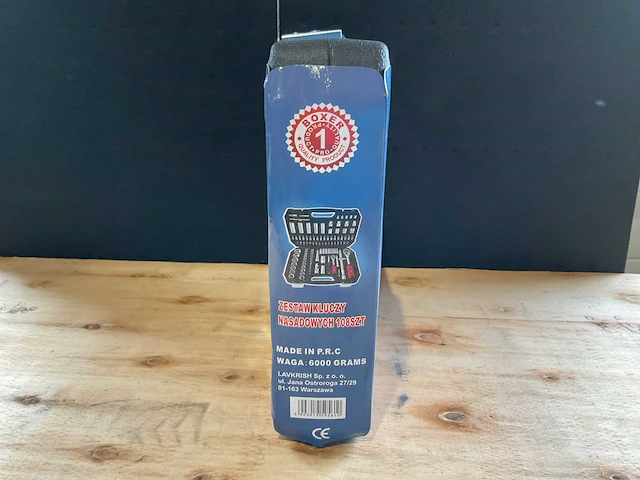 BOXER
1
QUALITY PRODUCT
ZESTAW KLUCZY
NASADOWYCH 108SZT
MADE IN P.R.C
WAGA: 6000 GRAMS
LAVKRISH Sp. z o. o.
ul. Jana Ostroroga 27/29
01-163 Warszawa
CE